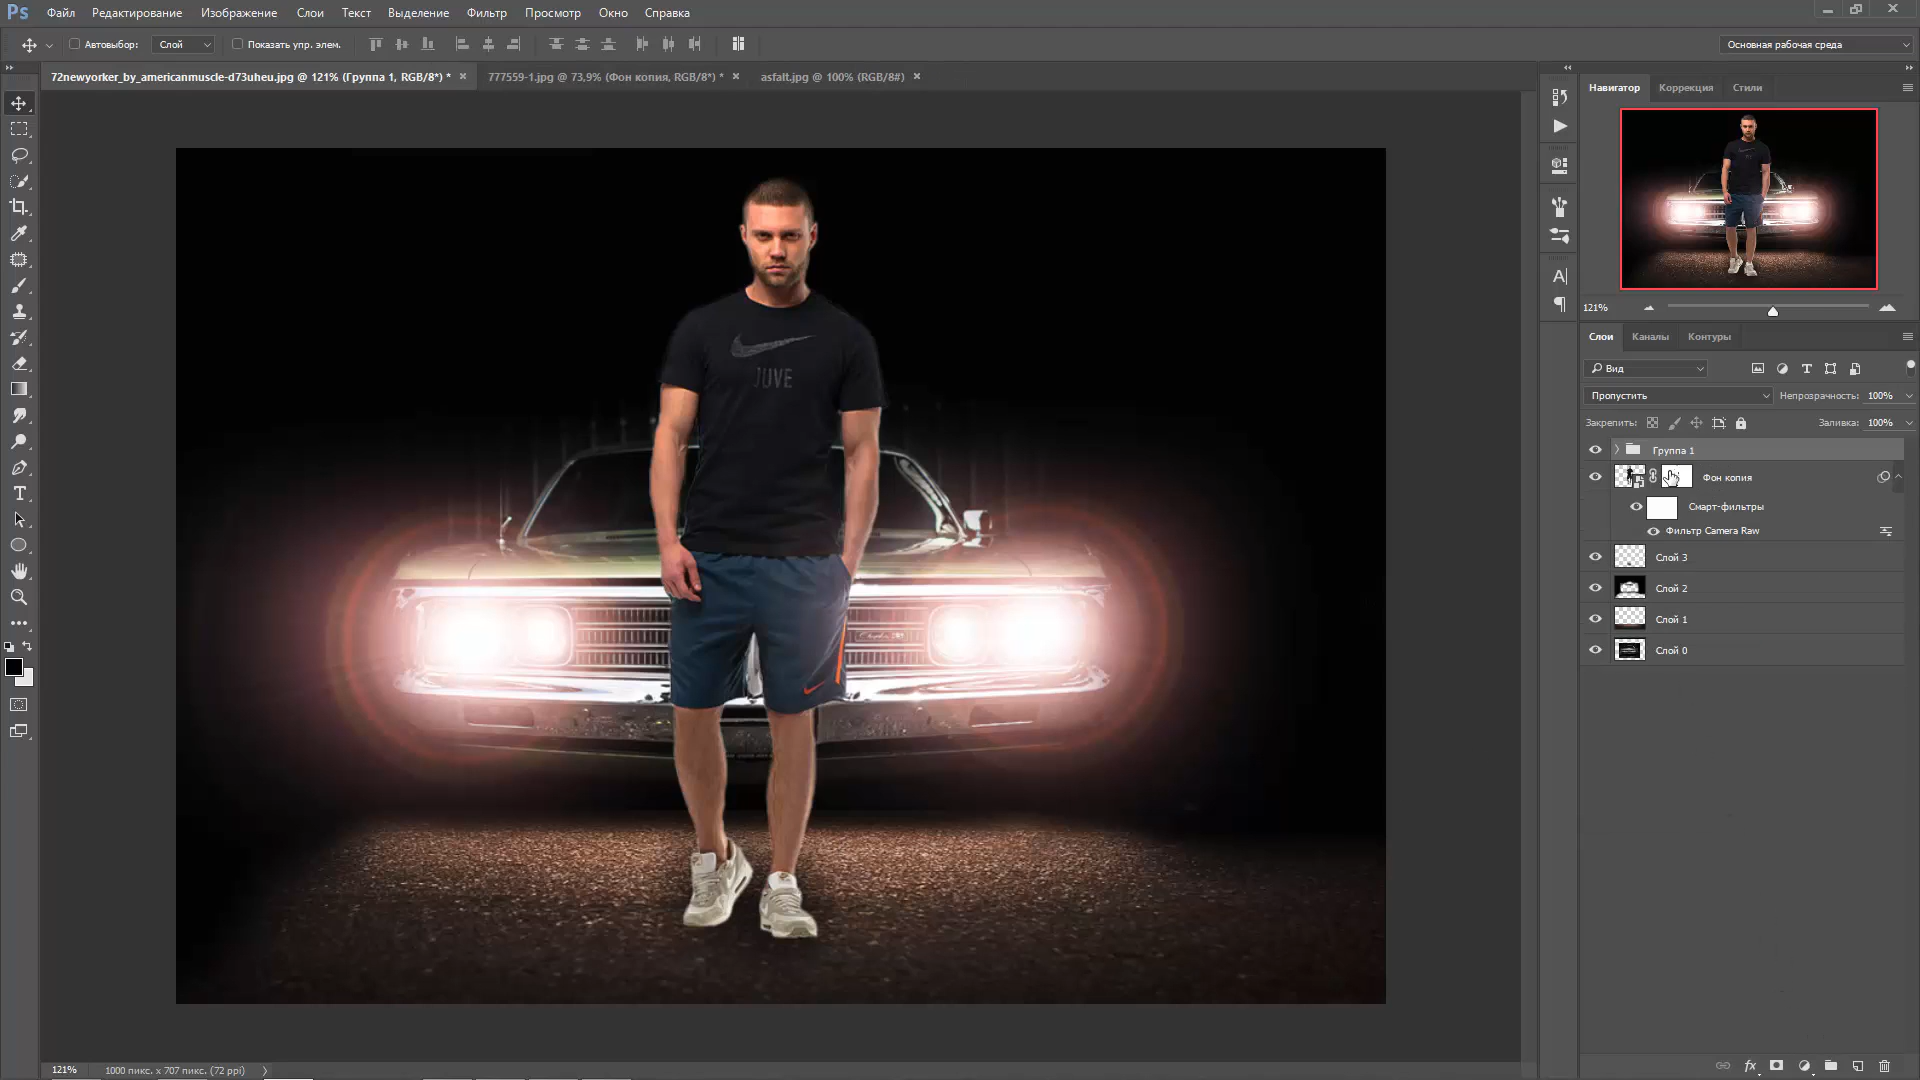 Ps Файл Редактирование Изображение Слои Текст Выделение Фильтр Просмотр Окно Справка
Автовыбор: Слой Показать упр. элем. Основная рабочая среда
72newyorker_by_americanmuscle-d73uheu.jpg @ 121% (Группа 1, RGB/8*) * 777559-1.jpg @ 73,9% (Фон копия, RGB/8*) * asfalt.jpg @ 100% (RGB/8#)
Навигатор Коррекция Стили
121%
Слои Каналы Контуры
Вид
Пропустить Непрозрачность: 100%
Закрепить: Заливка: 100%
Группа 1
Фон копия
Смарт-фильтры
Фильтр Camera Raw
Слой 3
Слой 2
Слой 1
Слой 0
JUVE
121% 1000 пикс. x 707 пикс. (72 ppi)
fx